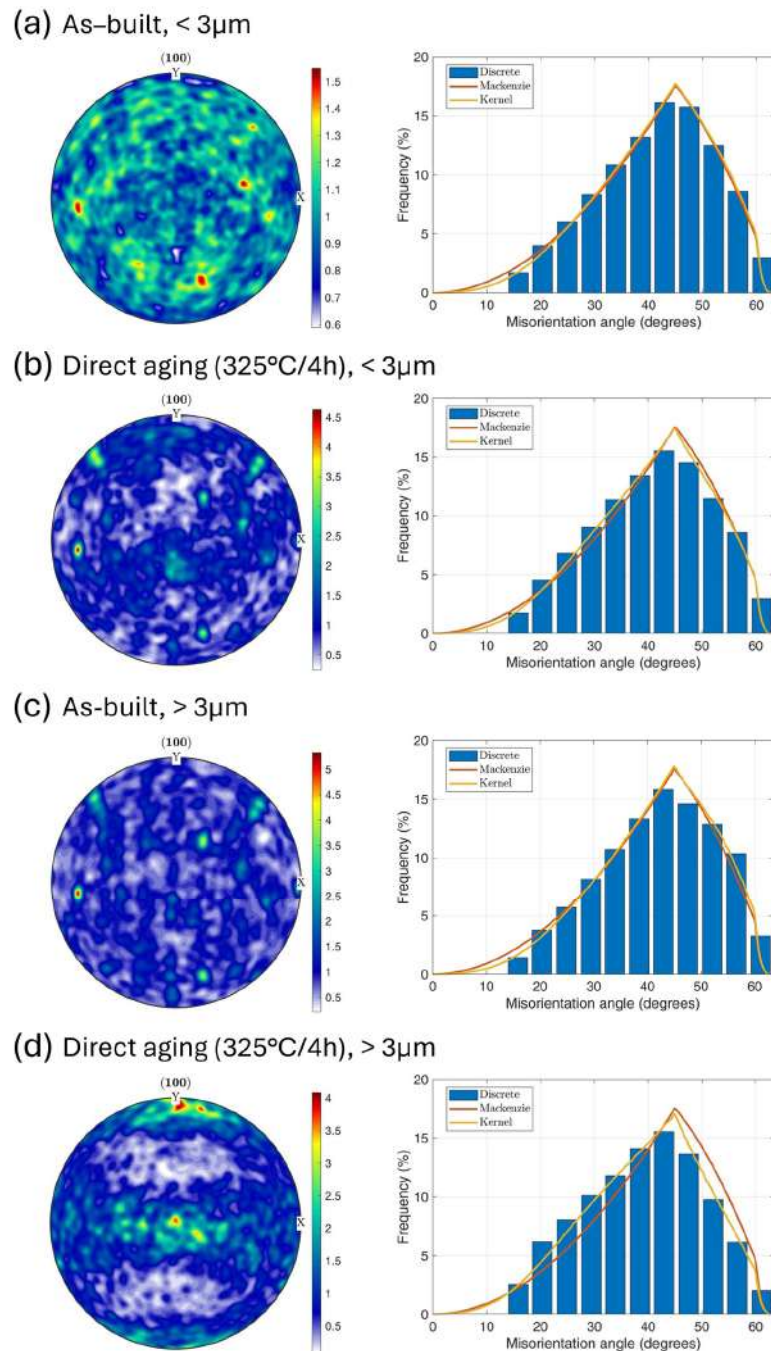 (a) As–built, < 3µm
(100)
Y
X
1.5
1.4
1.3
1.2
1.1
1
0.9
0.8
0.7
0.6
Frequency (%)
20
15
10
5
0
Discrete
Mackenzie
Kernel
0 10 20 30 40 50 60
Misorientation angle (degrees)
(b) Direct aging (325ºC/4h), < 3µm
(100)
Y
X
4.5
4
3.5
3
2.5
2
1.5
1
0.5
Frequency (%)
20
15
10
5
0
Discrete
Mackenzie
Kernel
0 10 20 30 40 50 60
Misorientation angle (degrees)
(c) As-built, > 3µm
(100)
Y
X
5
4.5
4
3.5
3
2.5
2
1.5
1
0.5
Frequency (%)
20
15
10
5
0
Discrete
Mackenzie
Kernel
0 10 20 30 40 50 60
Misorientation angle (degrees)
(d) Direct aging (325ºC/4h), > 3µm
(100)
Y
X
4
3.5
3
2.5
2
1.5
1
0.5
Frequency (%)
20
15
10
5
0
Discrete
Mackenzie
Kernel
0 10 20 30 40 50 60
Misorientation angle (degrees)